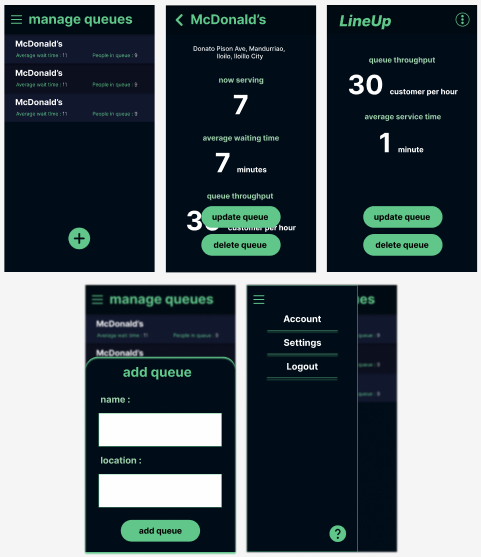 manage queues
McDonald's
Average wait time : 11 People in queue : 9
McDonald's
Average wait time : 11 People in queue : 9
McDonald's
Average wait time : 11 People in queue : 9
+
McDonald's
Donato Pison Ave, Mandurriao,
Iloilo, Iloillo City
now serving
7
average waiting time
7 minutes
queue throughput
30 customer per hour
update queue
delete queue
LineUp
queue throughput
30 customer per hour
average service time
1 minute
update queue
delete queue
manage queues
McDonald's
Average wait time : 11 People in queue : 9
McDonald's
add queue
name :
location :
add queue
ues
Account
Settings
Logout
queue : 9
queue : 9
queue : 9
?